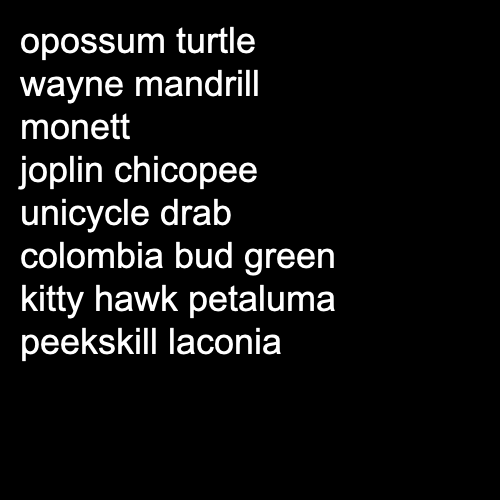 opossum turtle
wayne mandrill
monett
joplin chicopee
unicycle drab
colombia bud green
kitty hawk petaluma
peekskill laconia